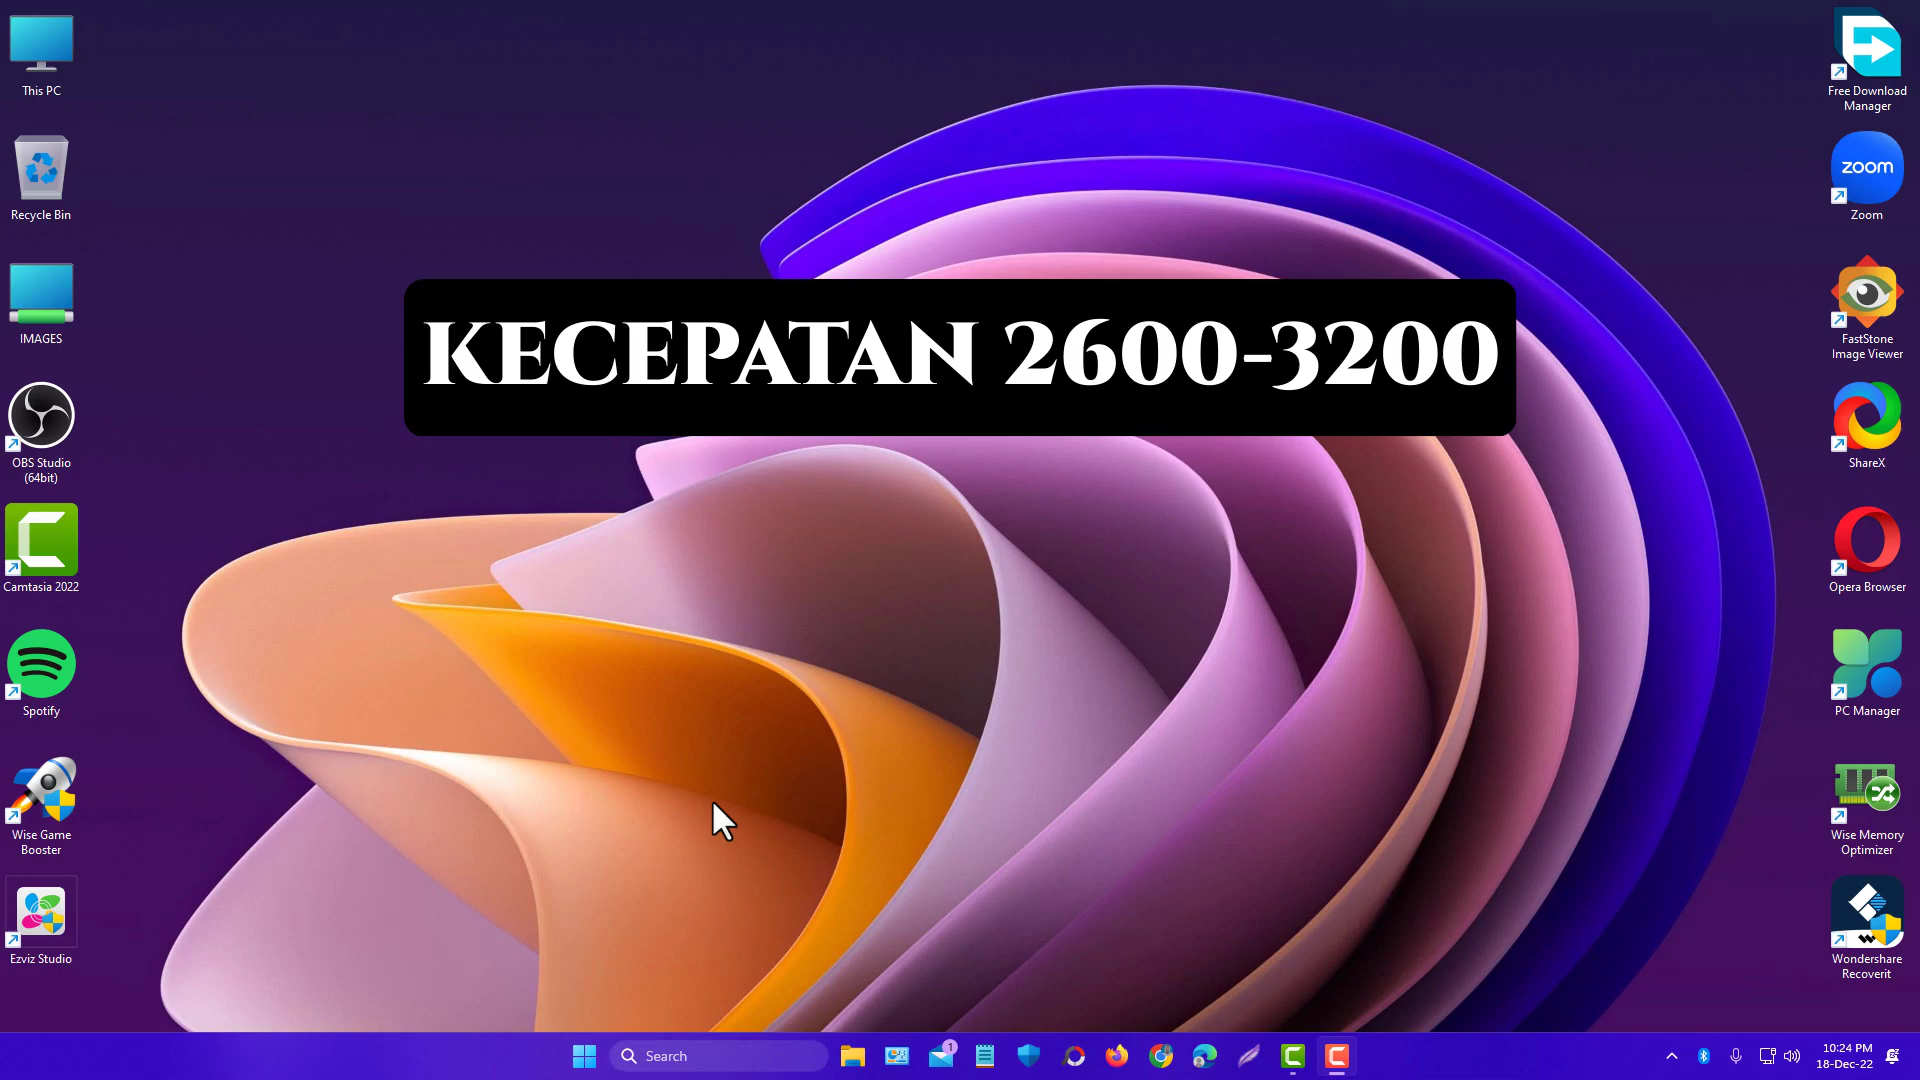 This PC
Recycle Bin
IMAGES
OBS Studio
(64bit)
Camtasia 2022
Spotify
Wise Game
Booster
Ezviz Studio
KECEPATAN 2600-3200
Free Download
Manager
zoom
Zoom
FastStone
Image Viewer
ShareX
Opera Browser
PC Manager
Wise Memory
Optimizer
Wondershare
Recoverit
Search
1
10:24 PM
18-Dec-22